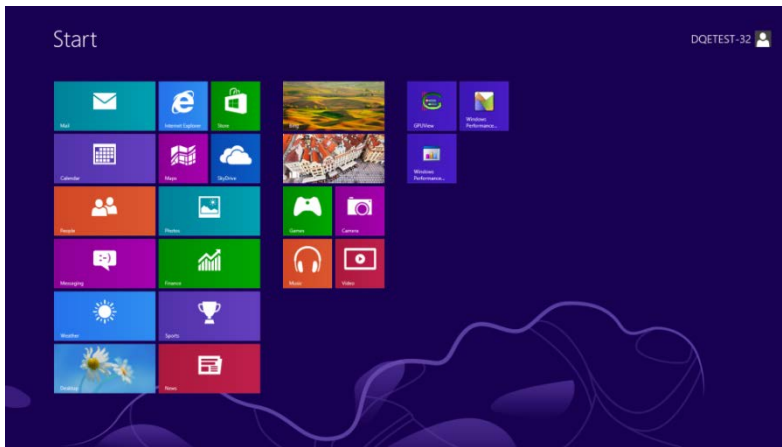 Start
DQETEST-32
Mail
Internet Explorer
Store
Calendar
Maps
SkyDrive
People
Photos
Messaging
Finance
Weather
Sports
Desktop
News
Games
Camera
Music
Video
GPUView
Windows
Performance...
Windows
Performance...